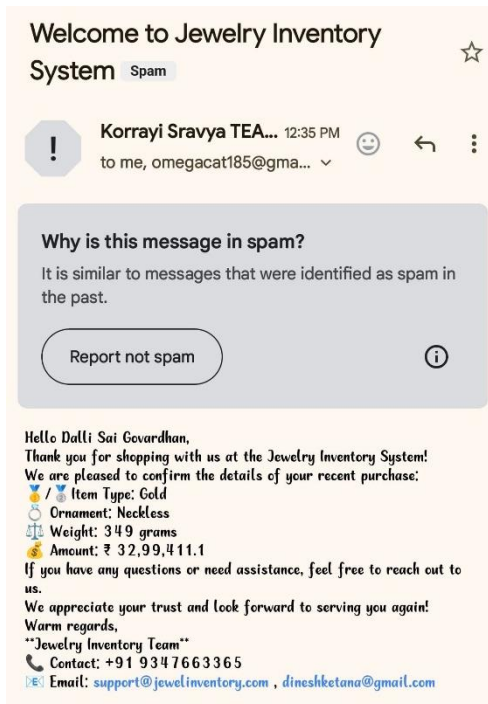 Welcome to Jewelry Inventory
System Spam
Korrayi Sravya TEA... 12:35 PM
to me, omegacat185@gma...
Why is this message in spam?
It is similar to messages that were identified as spam in
the past.
Report not spam
Hello Dalli Sai Govardhan,
Thank you for shopping with us at the Jewelry Inventory System!
We are pleased to confirm the details of your recent purchase:
🥇 / 🥈 Item Type: Gold
💍 Ornament: Neckless
⚖️ Weight: 349 grams
💰 Amount: ₹ 32,99,411.1
If you have any questions or need assistance, feel free to reach out to
us.
We appreciate your trust and look forward to serving you again!
Warm regards,
**Jewelry Inventory Team**
📞 Contact: +91 9347663365
📧 Email: support@jewelinventory.com , dineshketana@gmail.com